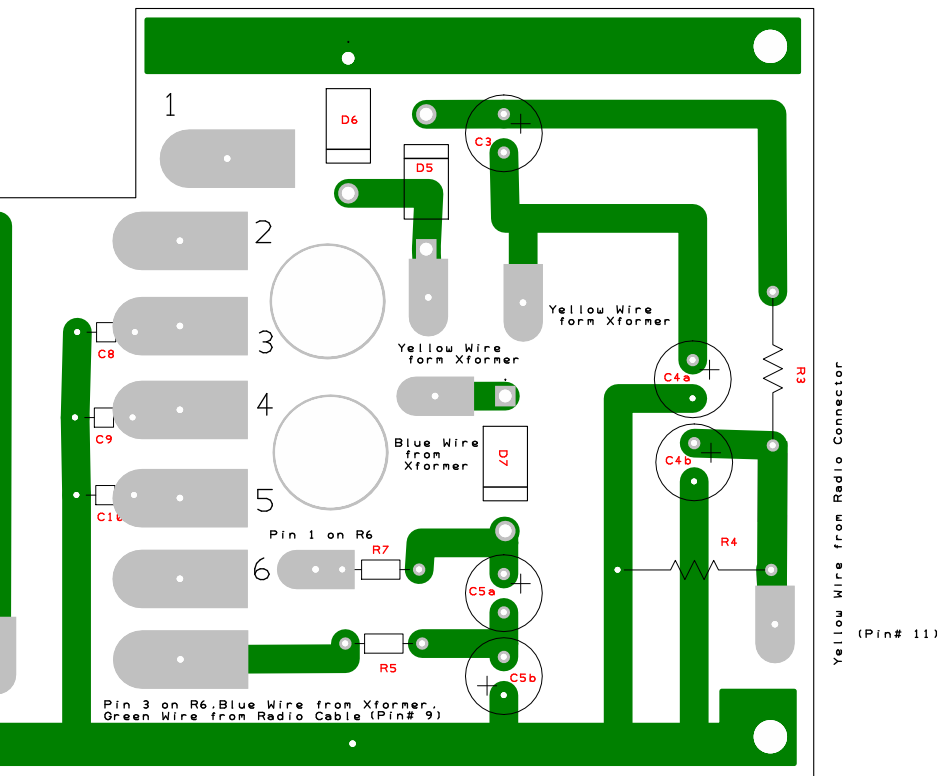 1
D6
C3
D5
2
Yellow Wire
form Xformer
3
C8
Yellow Wire
form Xformer
C4a
R3
4
C9
Blue Wire
from
Xformer
D7
C4b
Yellow Wire from Radio Connector
5
C10
Pin 1 on R6
R7
R4
6
C5a
(Pin# 11)
R5
C5b
Pin 3 on R6,Blue Wire from Xformer,
Green Wire from Radio Cable (Pin# 9)